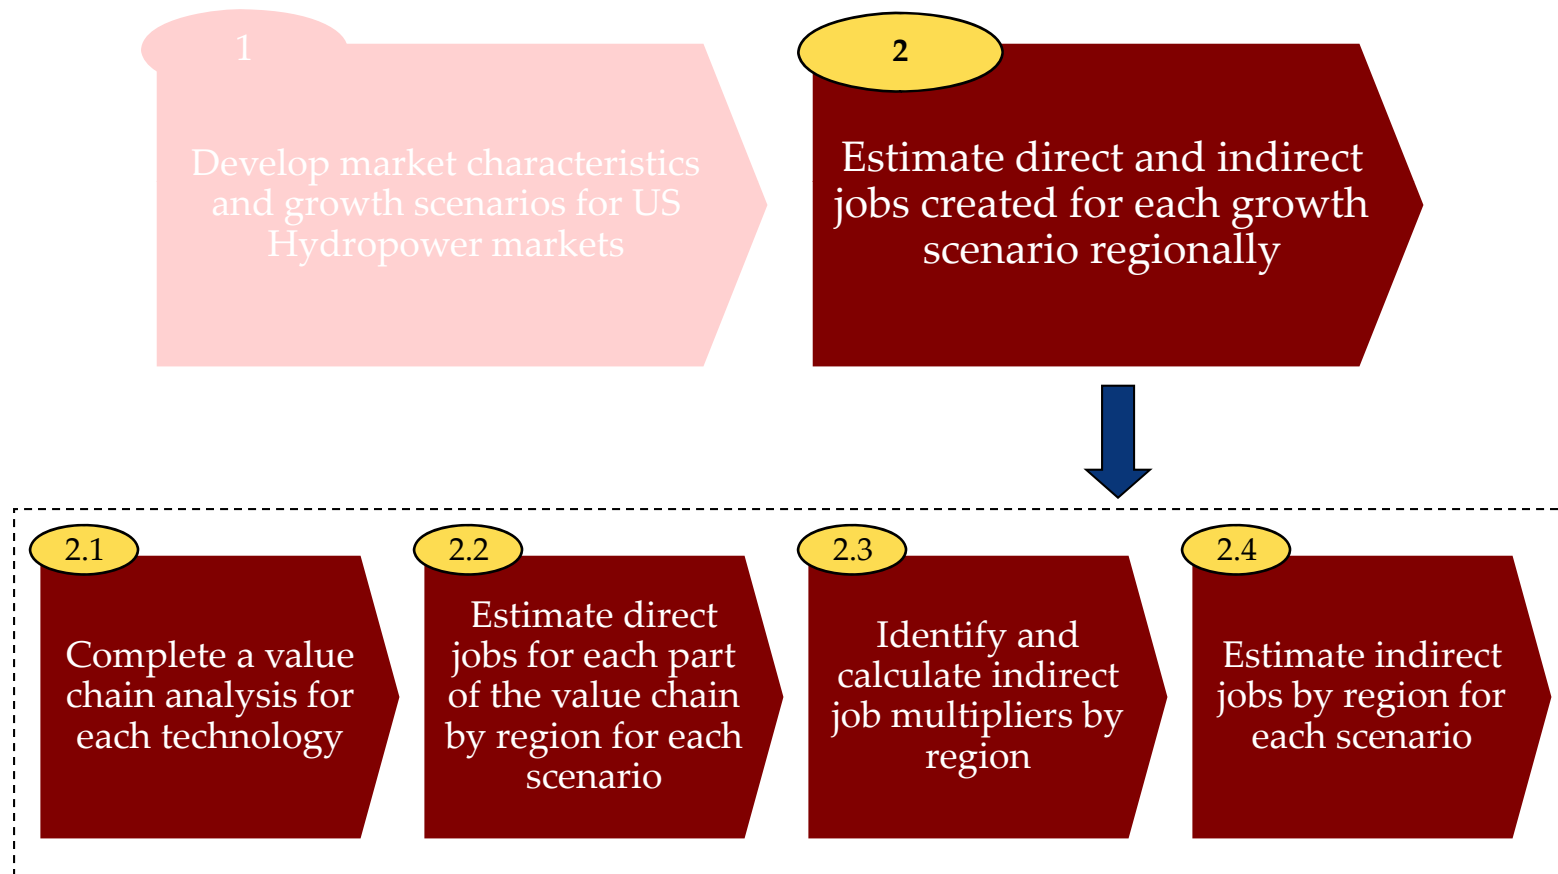 1
Develop market characteristics
and growth scenarios for US
Hydropower markets
2
Estimate direct and indirect
jobs created for each growth
scenario regionally
2.1
Complete a value
chain analysis for
each technology
2.2
Estimate direct
jobs for each part
of the value chain
by region for each
scenario
2.3
Identify and
calculate indirect
job multipliers by
region
2.4
Estimate indirect
jobs by region for
each scenario